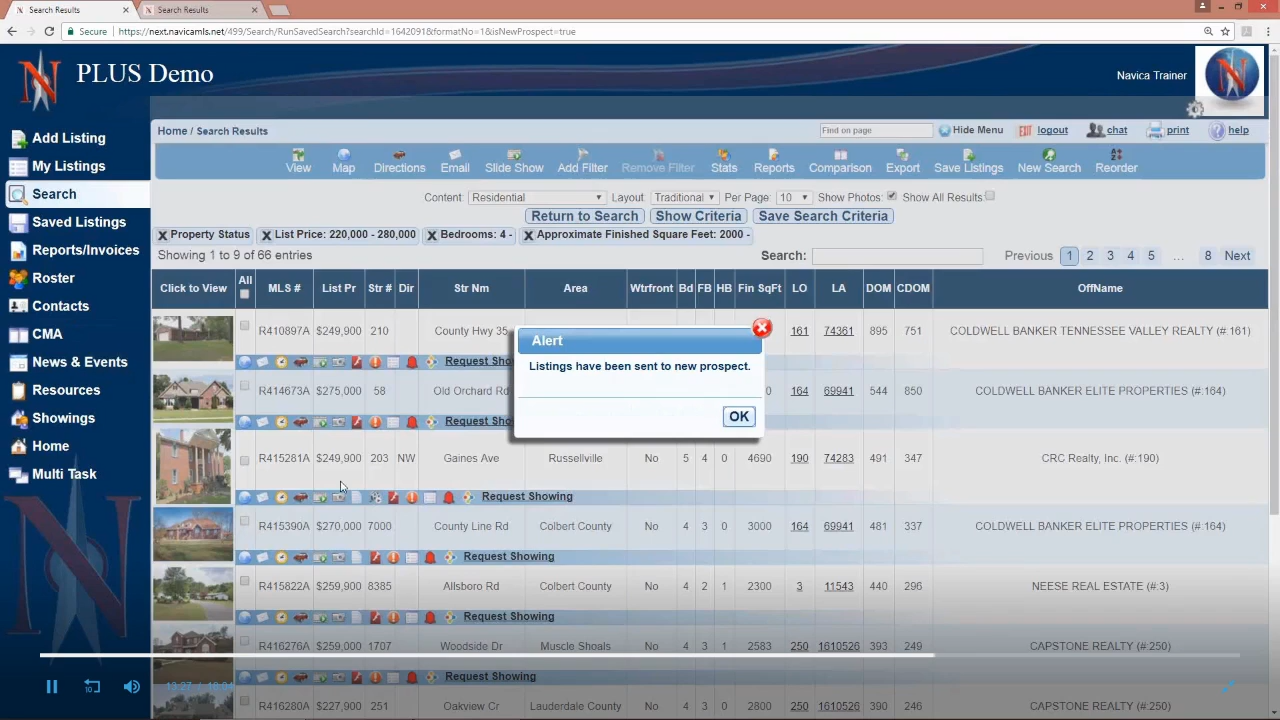 Search Results
Search Results
Secure
https://next.navicamls.net/499/Search/RunSavedSearch?searchId=1642091&formatNo=1&isNewProspect=true
N
PLUS Demo
Navica Trainer
N
Add Listing
My Listings
Search
Saved Listings
Reports/Invoices
Roster
Contacts
CMA
News & Events
Resources
Showings
Home
Multi Task
Home / Search Results
Find on page
Hide Menu
EXIT logout
chat
print
help
View Map Directions Email Slide Show Add Filter Remove Filter Stats Reports Comparison Export Save Listings New Search Reorder
Content: Residential Layout: Traditional Per Page: 10 Show Photos: Show All Results:
Return to Search Show Criteria Save Search Criteria
X Property Status X List Price: 220,000 - 280,000 X Bedrooms: 4 - X Approximate Finished Square Feet: 2000 -
Showing 1 to 9 of 66 entries Search: Previous 1 2 3 4 5 ... 8 Next
Click to View All MLS # List Pr Str # Dir Str Nm Area Wtrfront Bd FB HB Fin SqFt LO LA DOM CDOM OffName
R410897A $249,900 210 County Hwy 35 161 74361 751 COLDWELL BANKER TENNESSEE VALLEY REALTY (#.161)
Request Sho
R414673A $275,000 58 Old Orchard Rd 0 164 69941 544 850 COLDWELL BANKER ELITE PROPERTIES (#:164)
Request Sho
R415281A $249,900 203 NW Gaines Ave Russellville No 5 4 0 4690 190 74283 491 347 CRC Realty, Inc. (#:190)
Request Showing
R415390A $270,000 7000 County Line Rd Colbert County No 4 3 0 3000 164 69941 337 COLDWELL BANKER ELITE PROPERTIES (#:164)
Request Showing
R415822A $259,900 8385 Allsboro Rd Colbert County No 4 2 1 2300 3 11543 440 296 NEESE REAL ESTATE (#:3)
Request Showing
R416276A $259,000 1707 Woodside Dr Muscle Shoals No 4 3 1 2583 250 1610526 393 249 CAPSTONE REALTY (#:250)
Request Showing
R416280A $227,900 251 Oakview Cr Lauderdale County No 4 3 0 2800 250 1610526 390 246 CAPSTONE REALTY (#:250)
Alert
Listings have been sent to new prospect.
OK
10
13:27